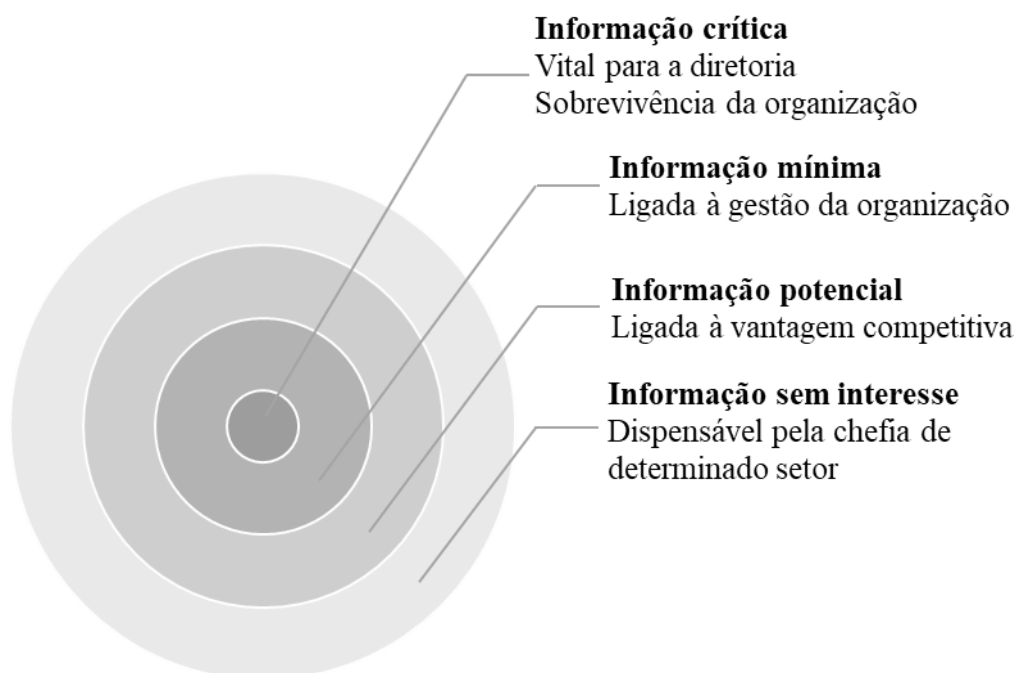 Informação crítica
Vital para a diretoria
Sobrevivência da organização
Informação mínima
Ligada à gestão da organização
Informação potencial
Ligada à vantagem competitiva
Informação sem interesse
Dispensável pela chefia de
determinado setor